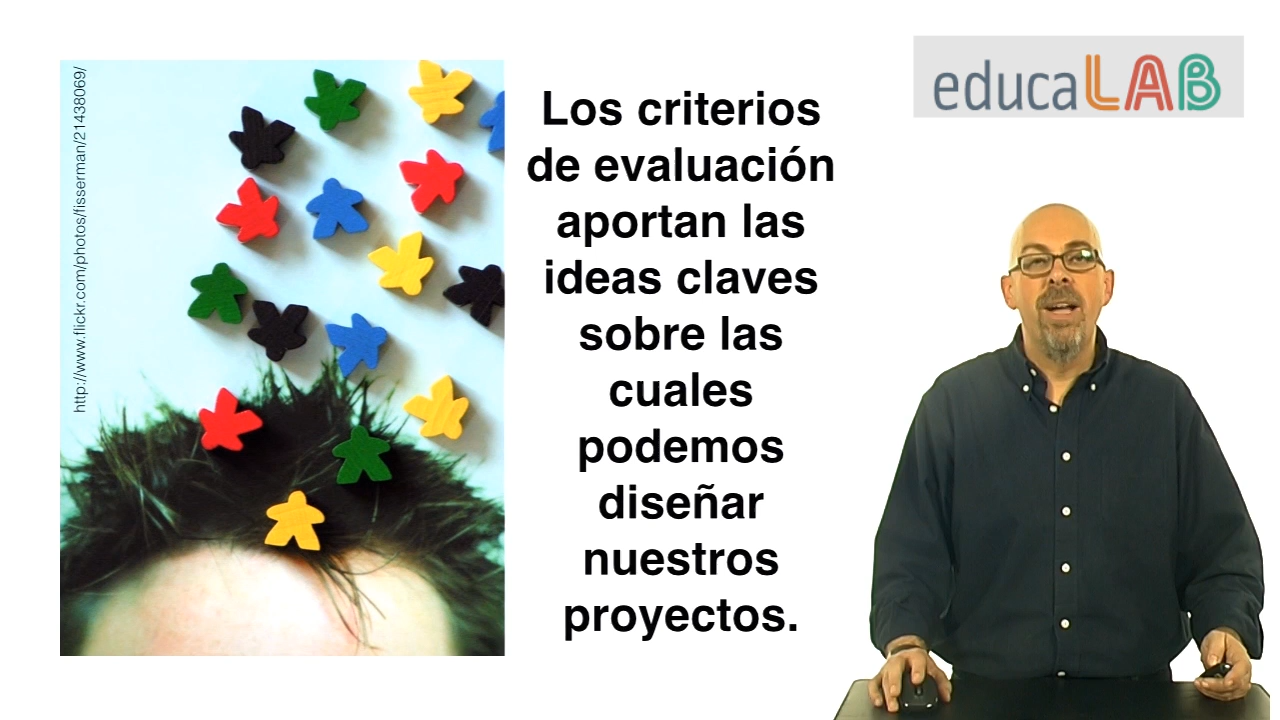 http://www.flickr.com/photos/fisserman/21438069/
Los criterios
de evaluación
aportan las
ideas claves
sobre las
cuales
podemos
diseñar
nuestros
proyectos.
educaLAB